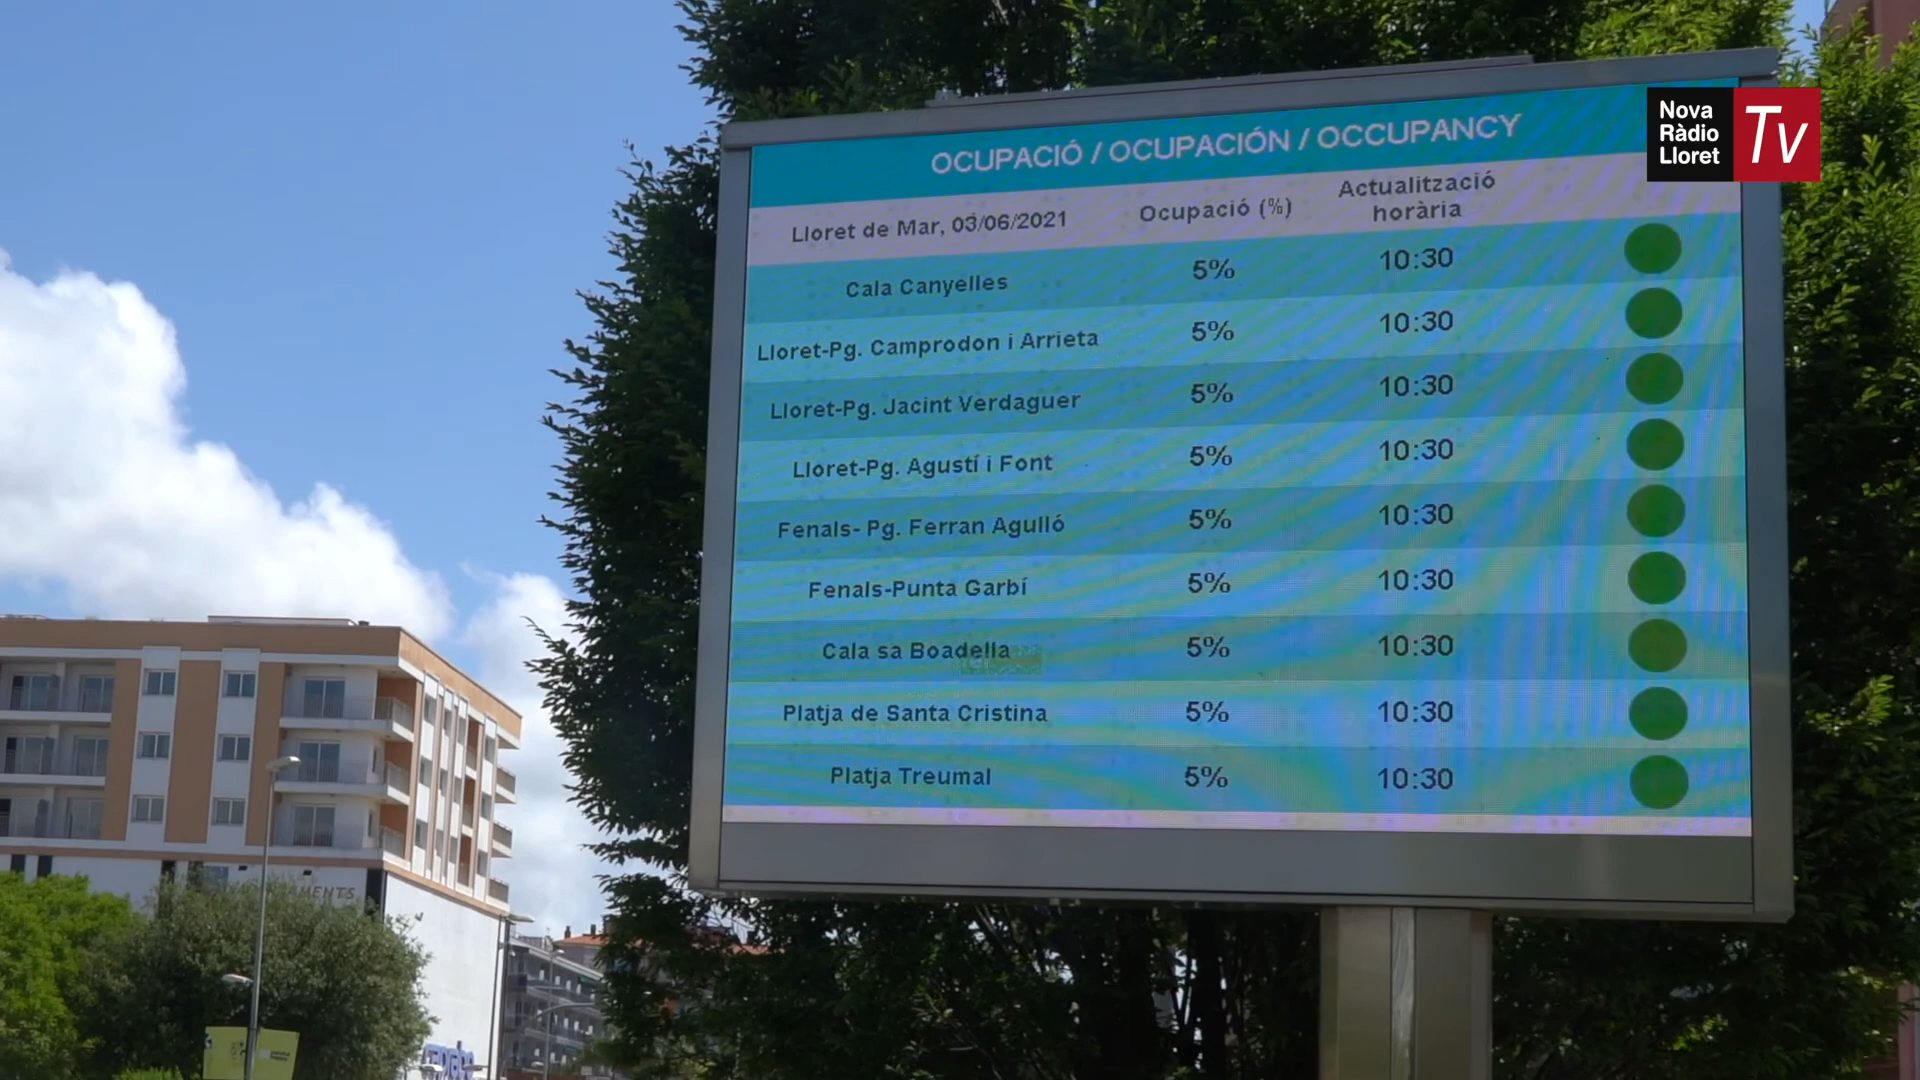 Nova
Ràdio
Lloret
Tv
OCUPACIÓ / OCUPACIÓN / OCCUPANCY
Lloret de Mar, 03/06/2021 Ocupació (%) Actualització
horària
Cala Canyelles 5% 10:30
Lloret-Pg. Camprodon i Arrieta 5% 10:30
Lloret-Pg. Jacint Verdaguer 5% 10:30
Lloret-Pg. Agustí i Font 5% 10:30
Fenals- Pg. Ferran Agulló 5% 10:30
Fenals-Punta Garbí 5% 10:30
Cala sa Boadella 5% 10:30
Platja de Santa Cristina 5% 10:30
Platja Treumal 5% 10:30